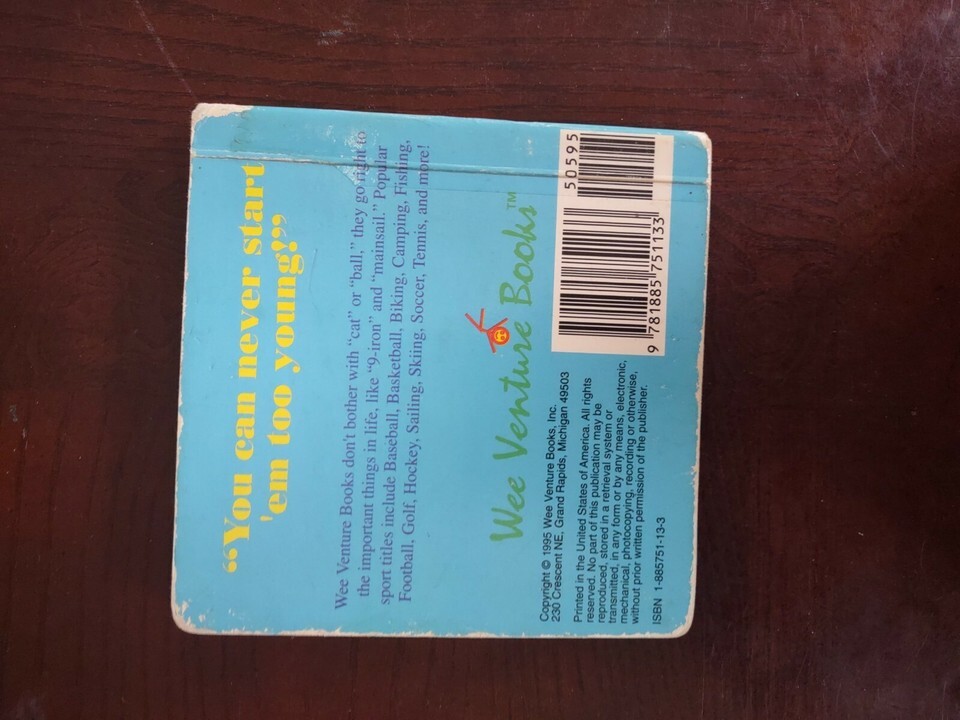 “You can never start
'em too young!”
Wee Venture Books don't bother with “cat” or “ball,” they go right to
the important things in life, like “9-iron” and “mainsail.” Popular
sport titles include Baseball, Basketball, Biking, Camping, Fishing,
Football, Golf, Hockey, Sailing, Skiing, Soccer, Tennis, and more!
Wee Venture Books™
Copyright © 1995 Wee Venture Books, Inc.
230 Crescent NE, Grand Rapids, Michigan 49503
Printed in the United States of America. All rights
reserved. No part of this publication may be
reproduced, stored in a retrieval system or
transmitted, in any form or by any means, electronic,
mechanical, photocopying, recording or otherwise,
without prior written permission of the publisher.
ISBN 1-885751-13-3
50595
9 781885 751133